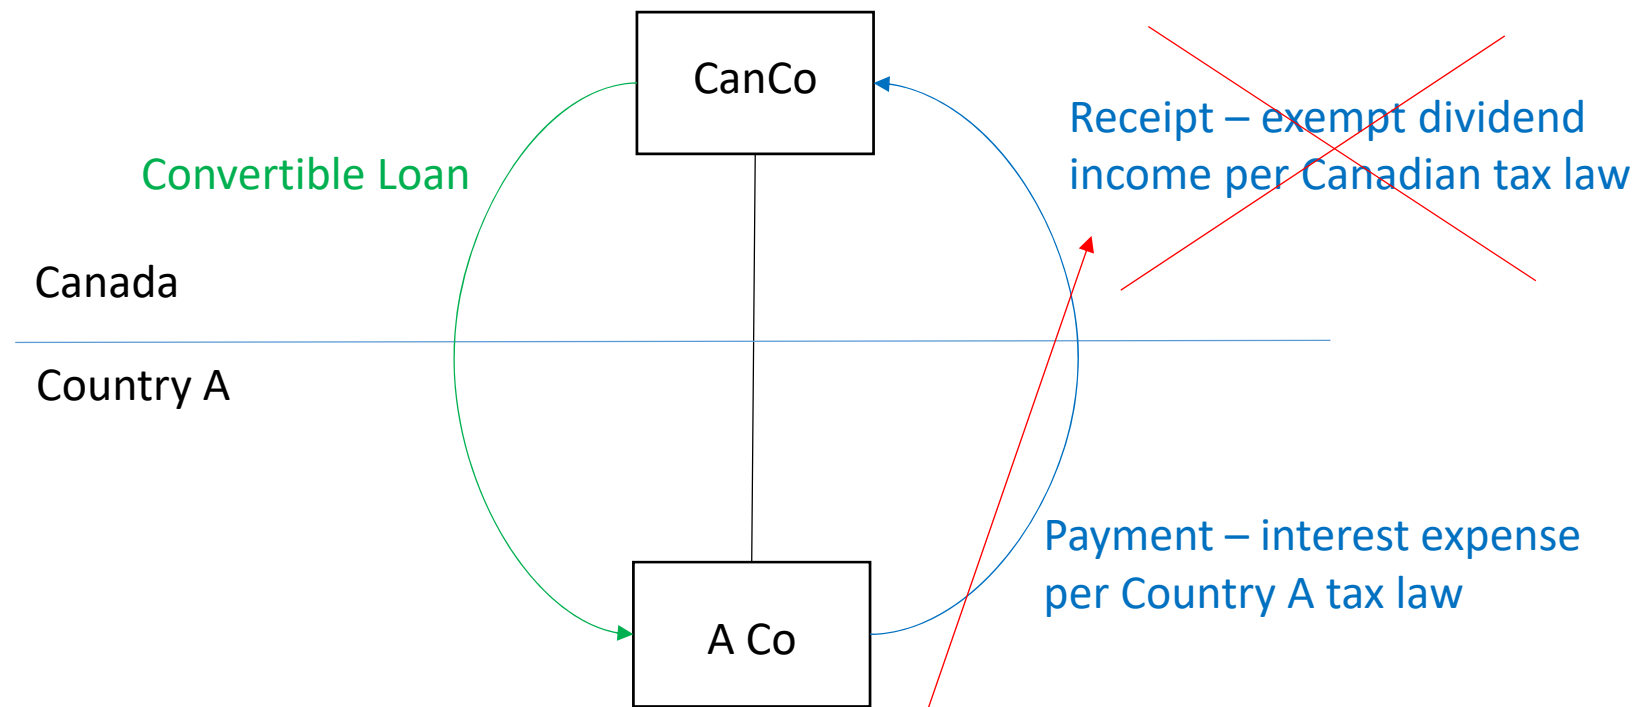 CanCo
Receipt – exempt dividend
income per Canadian tax law
Convertible Loan
Canada
Country A
Payment – interest expense
per Country A tax law
A Co